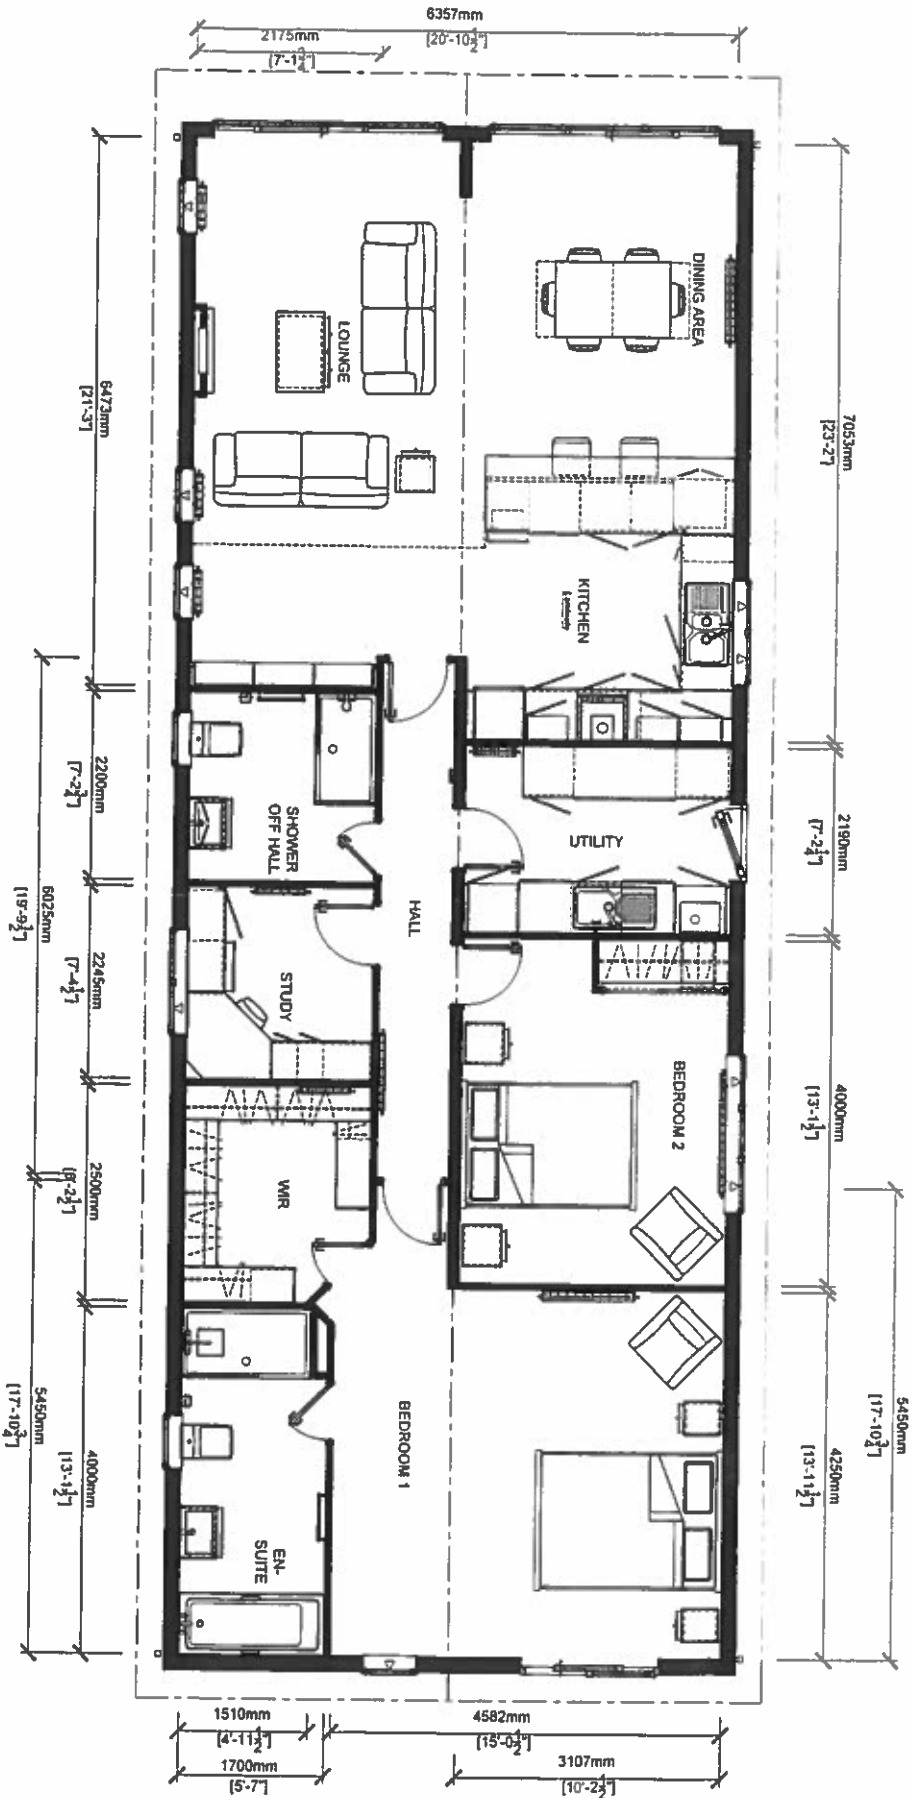 6357mm
[20'-10½"]
2175mm
[7'-1¾"]
DINING AREA
LOUNGE
KITCHEN
UTILITY
SHOWER
OFF HALL
HALL
STUDY
BEDROOM 2
WIR
BEDROOM 1
EN-
SUITE
7053mm
[23'-2"]
2190mm
[7'-2¼"]
4000mm
[13'-1½"]
4250mm
[13'-11½"]
5450mm
[17'-10¾"]
6473mm
[21'-3"]
2200mm
[7'-2¾"]
2245mm
[7'-4½"]
2500mm
[8'-2½"]
4000mm
[13'-1½"]
6025mm
[19'-9½"]
5450mm
[17'-10¾"]
1510mm
[4'-11½"]
1700mm
[5'-7"]
4582mm
[15'-0½"]
3107mm
[10'-2½"]